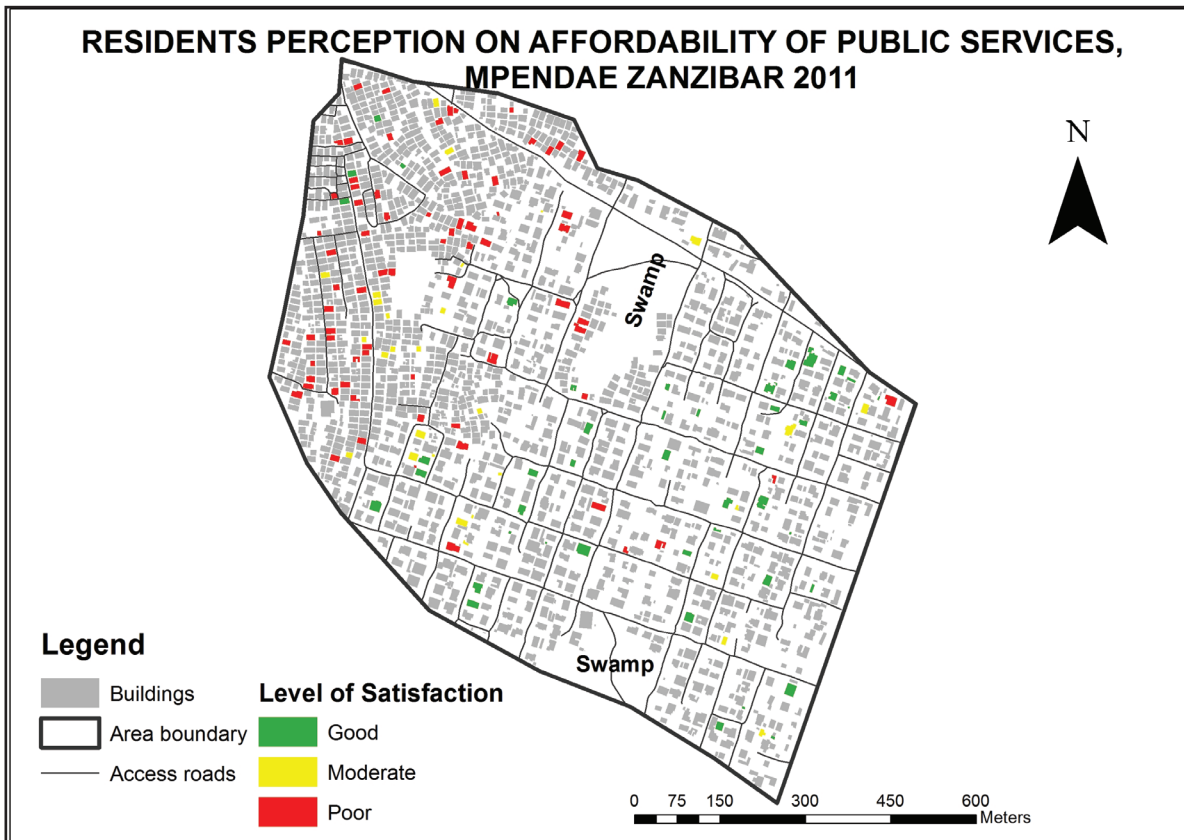 RESIDENTS PERCEPTION ON AFFORDABILITY OF PUBLIC SERVICES,
MPENDAE ZANZIBAR 2011
N
Swamp
Swamp
Legend
Buildings
Area boundary
Access roads
Level of Satisfaction
Good
Moderate
Poor
0 75 150 300 450 600
Meters